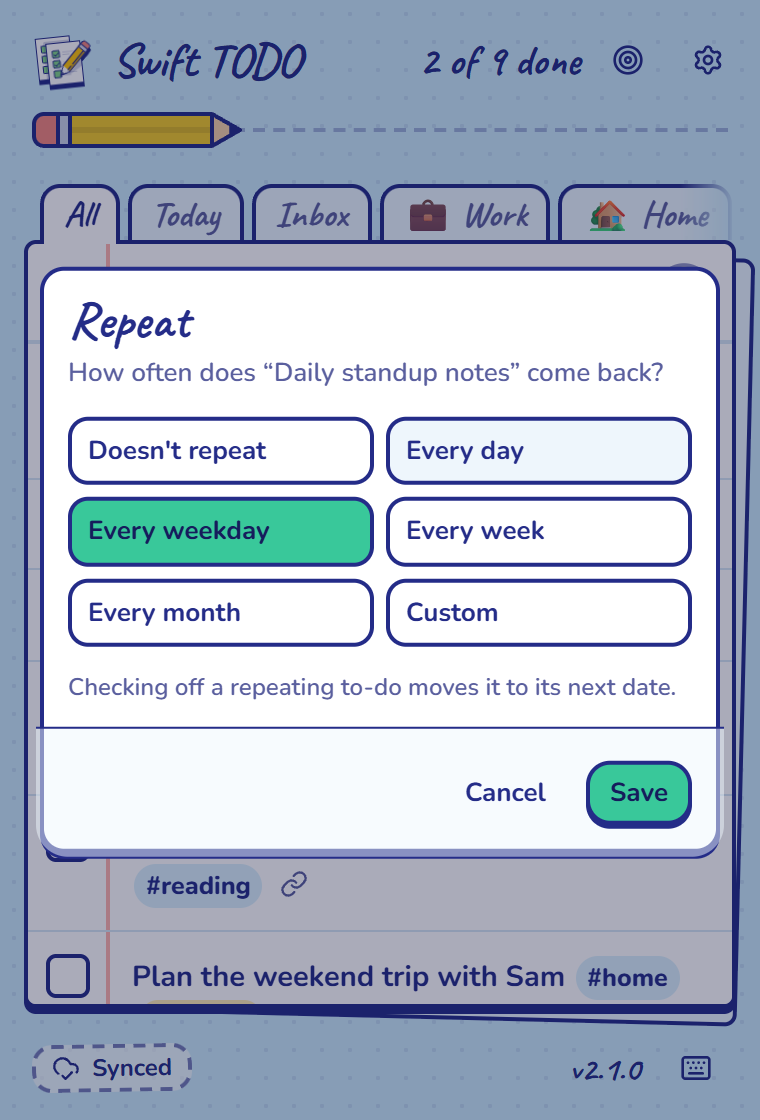 Swift TODO
2 of 9 done
All
Today
Inbox
Work
Home
Repeat
How often does “Daily standup notes” come back?
Doesn't repeat
Every day
Every weekday
Every week
Every month
Custom
Checking off a repeating to-do moves it to its next date.
Cancel
Save
#reading
Plan the weekend trip with Sam #home
Synced
v2.1.0